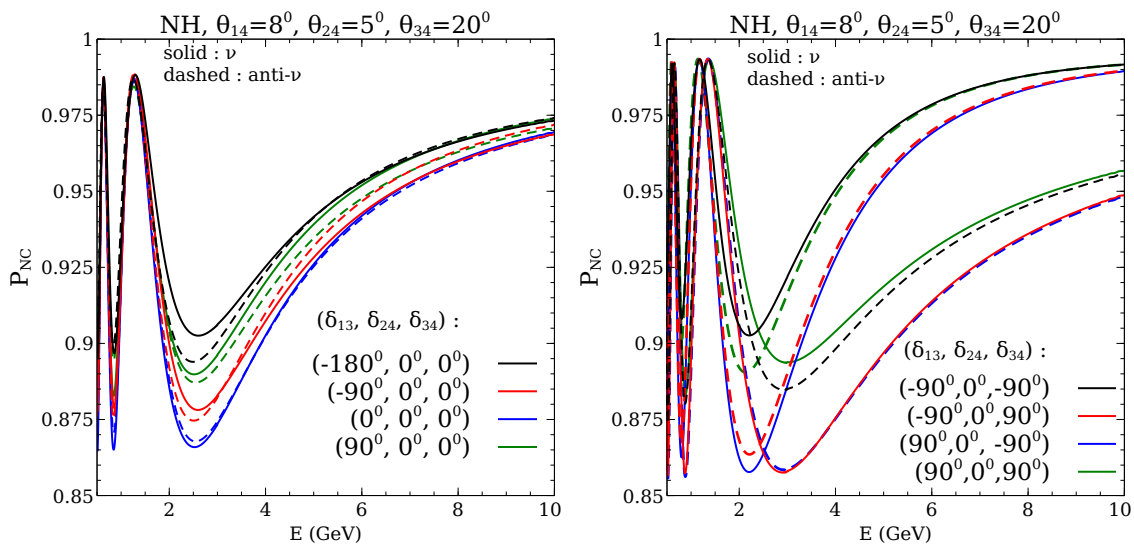 NH, θ₁₄=8⁰, θ₂₄=5⁰, θ₃₄=20⁰
solid : ν
dashed : anti-ν
1
0.975
0.95
0.925
0.9
0.875
0.85
P_NC
(δ₁₃, δ₂₄, δ₃₄) :
(-180⁰, 0⁰, 0⁰)
(-90⁰, 0⁰, 0⁰)
(0⁰, 0⁰, 0⁰)
(90⁰, 0⁰, 0⁰)
2 4 6 8 10
E (GeV)
NH, θ₁₄=8⁰, θ₂₄=5⁰, θ₃₄=20⁰
solid : ν
dashed : anti-ν
1
0.975
0.95
0.925
0.9
0.875
0.85
P_NC
(δ₁₃, δ₂₄, δ₃₄) :
(-90⁰,0⁰,-90⁰)
(-90⁰,0⁰,90⁰)
(90⁰,0⁰, -90⁰)
(90⁰,0⁰,90⁰)
2 4 6 8 10
E (GeV)